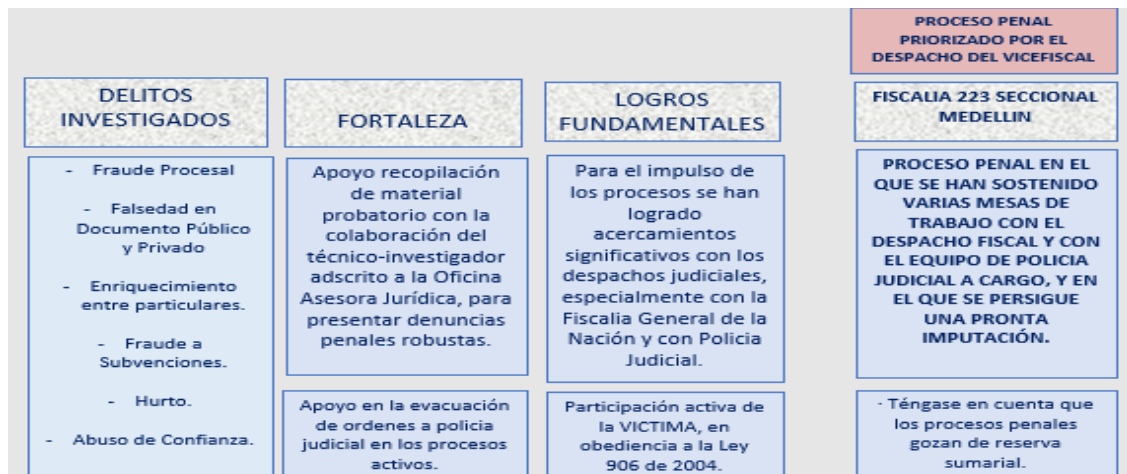 PROCESO PENAL
PRIORIZADO POR EL
DESPACHO DEL VICEFISCAL
DELITOS
INVESTIGADOS
FORTALEZA
LOGROS
FUNDAMENTALES
FISCALIA 223 SECCIONAL
MEDELLIN
- Fraude Procesal
- Falsedad en
Documento Público
y Privado
- Enriquecimiento
entre particulares.
- Fraude a
Subvenciones.
- Hurto.
- Abuso de Confianza.
Apoyo recopilación
de material
probatorio con la
colaboración del
técnico-investigador
adscrito a la Oficina
Asesora Jurídica, para
presentar denuncias
penales robustas.
Apoyo en la evacuación
de ordenes a policia
judicial en los procesos
activos.
Para el impulso de
los procesos se han
logrado
acercamientos
significativos con los
despachos judiciales,
especialmente con la
Fiscalia General de la
Nación y con Policia
Judicial.
Participación activa de
la VICTIMA, en
obediencia a la Ley
906 de 2004.
PROCESO PENAL EN EL
QUE SE HAN SOSTENIDO
VARIAS MESAS DE
TRABAJO CON EL
DESPACHO FISCAL Y CON
EL EQUIPO DE POLICIA
JUDICIAL A CARGO, Y EN
EL QUE SE PERSIGUE
UNA PRONTA
IMPUTACIÓN.
- Téngase en cuenta que
los procesos penales
gozan de reserva
sumarial.